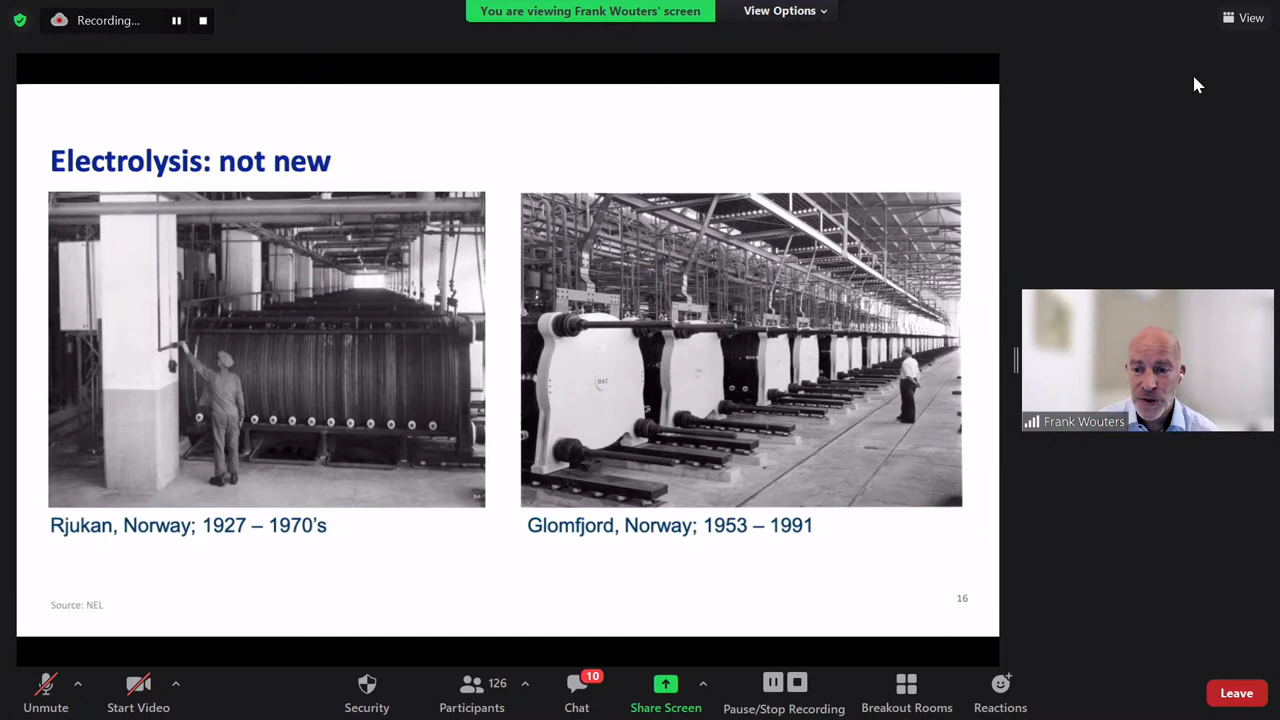 Recording...
You are viewing Frank Wouters' screen
View Options
View
Electrolysis: not new
Rjukan, Norway; 1927 – 1970's
Glomfjord, Norway; 1953 – 1991
Source: NEL
16
Frank Wouters
Unmute
Start Video
Security
126
Participants
10
Chat
Share Screen
Pause/Stop Recording
Breakout Rooms
Reactions
Leave